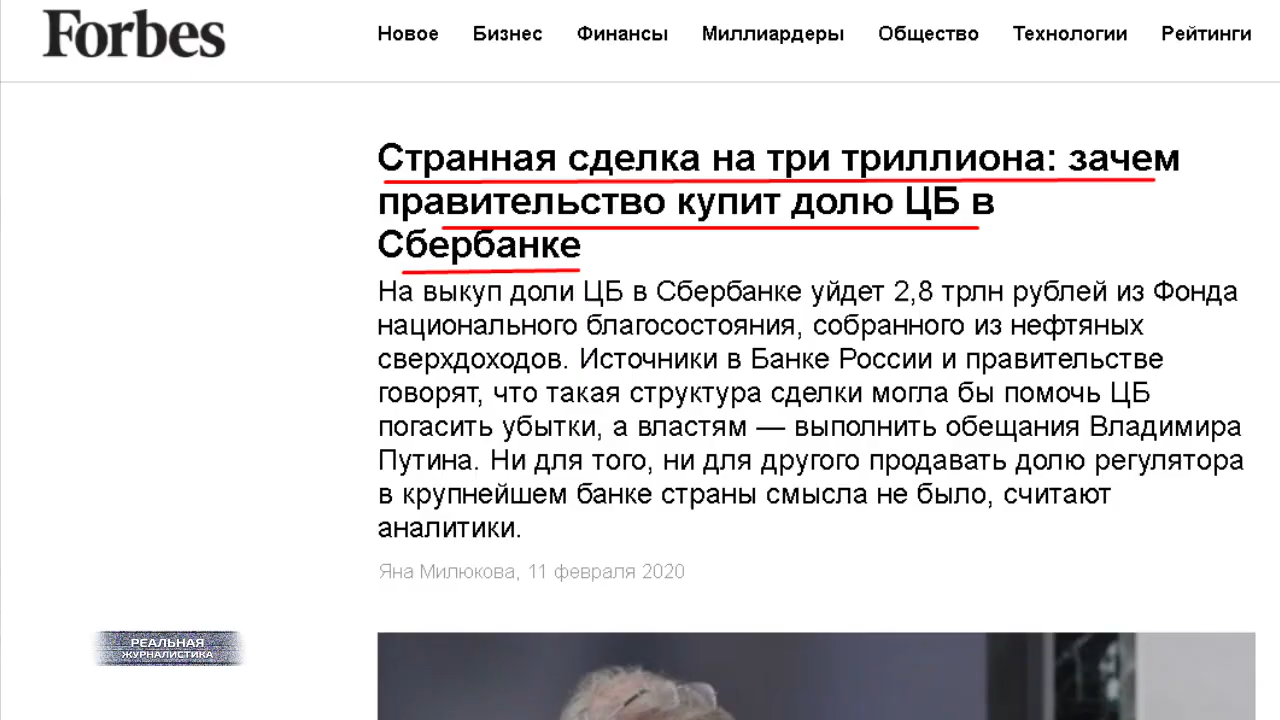 Forbes
Новое Бизнес Финансы Миллиардеры Общество Технологии Рейтинги
Странная сделка на три триллиона: зачем
правительство купит долю ЦБ в
Сбербанке
На выкуп доли ЦБ в Сбербанке уйдет 2,8 трлн рублей из Фонда
национального благосостояния, собранного из нефтяных
сверхдоходов. Источники в Банке России и правительстве
говорят, что такая структура сделки могла бы помочь ЦБ
погасить убытки, а властям — выполнить обещания Владимира
Путина. Ни для того, ни для другого продавать долю регулятора
в крупнейшем банке страны смысла не было, считают
аналитики.
Яна Милюкова, 11 февраля 2020
РЕАЛЬНАЯ
ЖУРНАЛИСТИКА